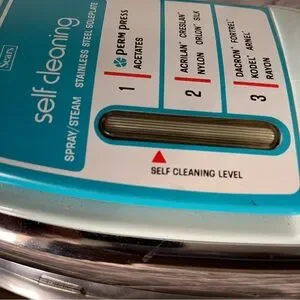 Sears
self cleaning
SPRAY/STEAM STAINLESS STEEL SOLEPLATE
PERM PRESS
1 ACETATES
2 ACRILAN CRESLAN
NYLON ORLON SILK
3 DACRON FORTREL
KODEL ARNEL
RAYON
SELF CLEANING LEVEL